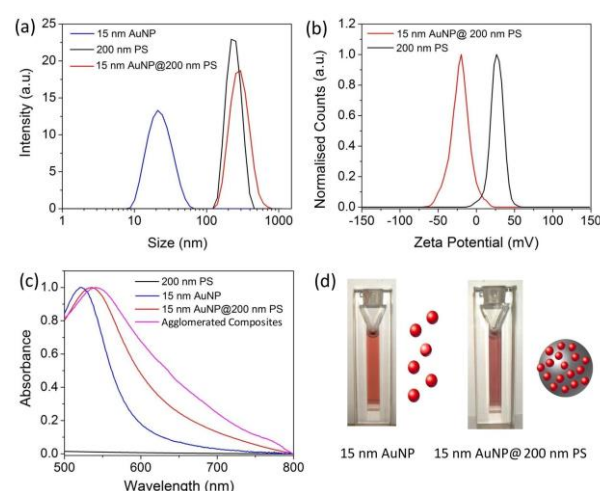 (a)
15 nm AuNP
200 nm PS
15 nm AuNP@200 nm PS
Intensity (a.u.)
25
20
15
10
5
0
1 10 100 1000
Size (nm)
(b)
15 nm AuNP@ 200 nm PS
200 nm PS
Normalised Counts (a.u.)
1.0
0.8
0.6
0.4
0.2
0.0
-150 -100 -50 0 50 100 150
Zeta Potential (mV)
(c)
200 nm PS
15 nm AuNP
15 nm AuNP@200 nm PS
Agglomerated Composites
Absorbance
1.0
0.8
0.6
0.4
0.2
0.0
500 600 700 800
Wavelength (nm)
(d)
15 nm AuNP 15 nm AuNP@ 200 nm PS